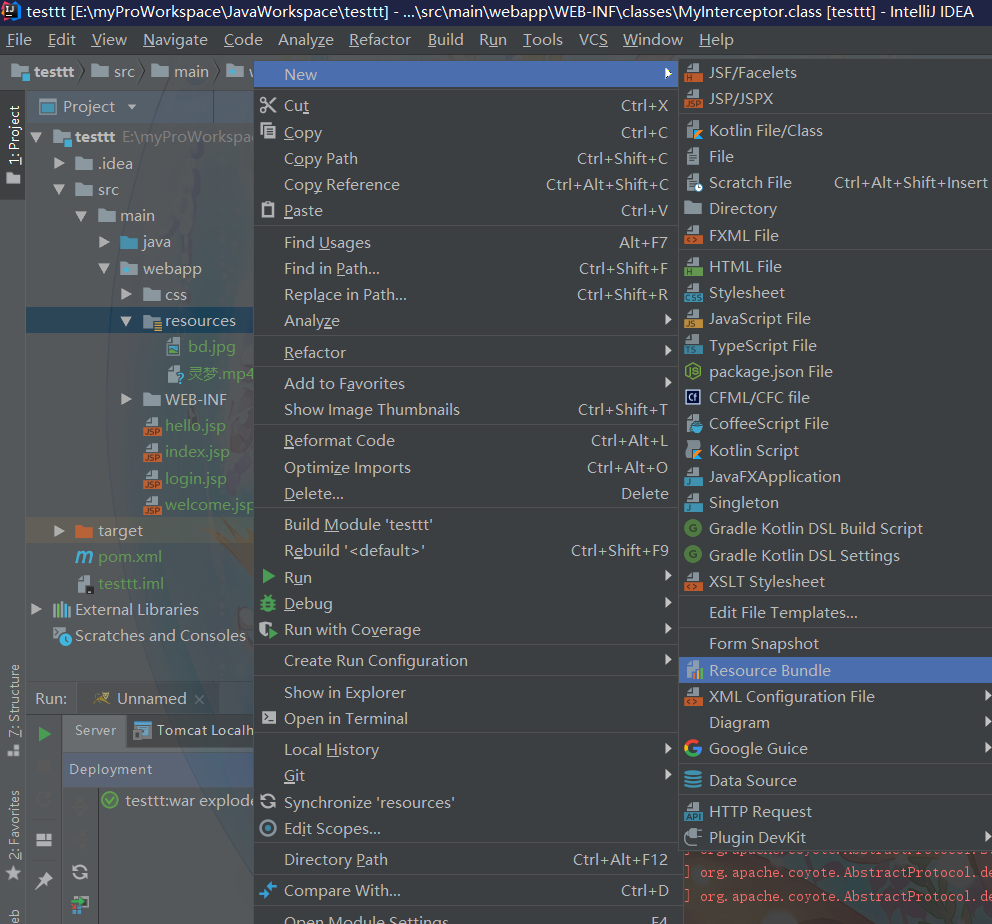 testtt [E:\myProWorkspace\JavaWorkspace\testtt] - ...\src\main\webapp\WEB-INF\classes\MyInterceptor.class [testtt] - IntelliJ IDEA
File Edit View Navigate Code Analyze Refactor Build Run Tools VCS Window Help
testtt src main
Project
1: Project
testtt E:\myProWorkspa
.idea
src
main
java
webapp
css
resources
bd.jpg
灵梦.mp4
WEB-INF
hello.jsp
index.jsp
login.jsp
welcome.jsp
target
pom.xml
testtt.iml
External Libraries
Scratches and Consoles
Run: Unnamed
Server Tomcat Localh
Deployment
testtt:war explode
7: Structure
2: Favorites
New
Cut Ctrl+X
Copy Ctrl+C
Copy Path Ctrl+Shift+C
Copy Reference Ctrl+Alt+Shift+C
Paste Ctrl+V
Find Usages Alt+F7
Find in Path... Ctrl+Shift+F
Replace in Path... Ctrl+Shift+R
Analyze
Refactor
Add to Favorites
Show Image Thumbnails Ctrl+Shift+T
Reformat Code Ctrl+Alt+L
Optimize Imports Ctrl+Alt+O
Delete... Delete
Build Module 'testtt'
Rebuild '<default>' Ctrl+Shift+F9
Run
Debug
Run with Coverage
Create Run Configuration
Show in Explorer
Open in Terminal
Local History
Git
Synchronize 'resources'
Edit Scopes...
Directory Path Ctrl+Alt+F12
Compare With... Ctrl+D
Open Module Settings F4
JSF/Facelets
JSP/JSPX
Kotlin File/Class
File
Scratch File Ctrl+Alt+Shift+Insert
Directory
FXML File
HTML File
Stylesheet
JavaScript File
TypeScript File
package.json File
CFML/CFC file
CoffeeScript File
Kotlin Script
JavaFXApplication
Singleton
Gradle Kotlin DSL Build Script
Gradle Kotlin DSL Settings
XSLT Stylesheet
Edit File Templates...
Form Snapshot
Resource Bundle
XML Configuration File
Diagram
Google Guice
Data Source
HTTP Request
Plugin DevKit
] org.apache.coyote.AbstractProtocol.
] org.apache.coyote.AbstractProtocol.de
] org.apache.coyote.AbstractProtocol.de